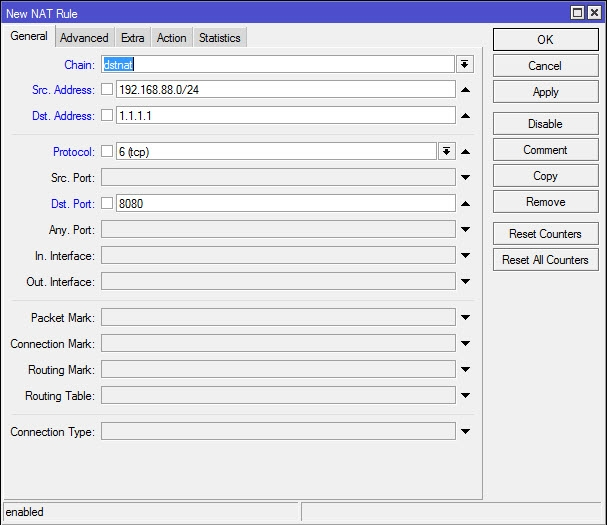 New NAT Rule
General Advanced Extra Action Statistics
Chain: dstnat
Src. Address: 192.168.88.0/24
Dst. Address: 1.1.1.1
Protocol: 6 (tcp)
Src. Port:
Dst. Port: 8080
Any. Port:
In. Interface:
Out. Interface:
Packet Mark:
Connection Mark:
Routing Mark:
Routing Table:
Connection Type:
OK
Cancel
Apply
Disable
Comment
Copy
Remove
Reset Counters
Reset All Counters
enabled